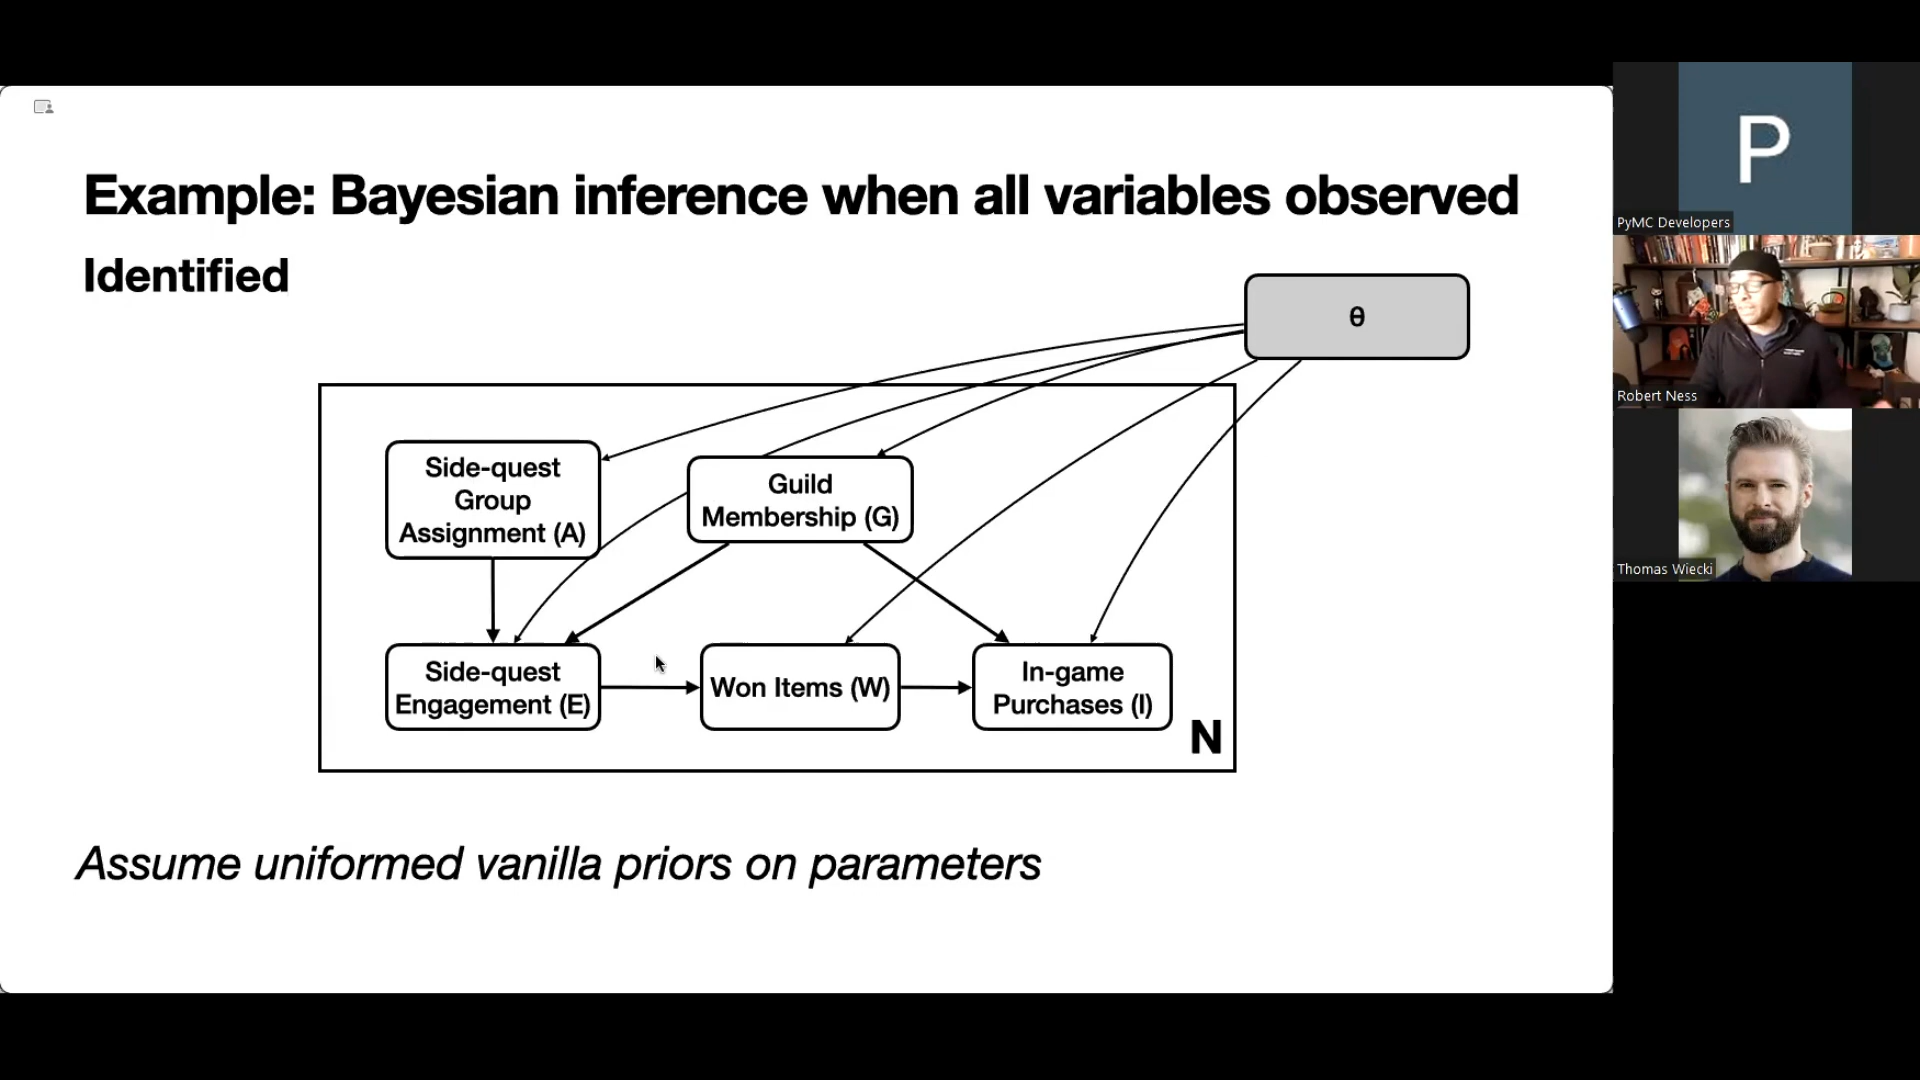 Example: Bayesian inference when all variables observed
Identified
θ
Side-quest
Group
Assignment (A)
Guild
Membership (G)
Side-quest
Engagement (E)
Won Items (W)
In-game
Purchases (I)
N
Assume uniformed vanilla priors on parameters
P
PyMC Developers
Robert Ness
Thomas Wiecki